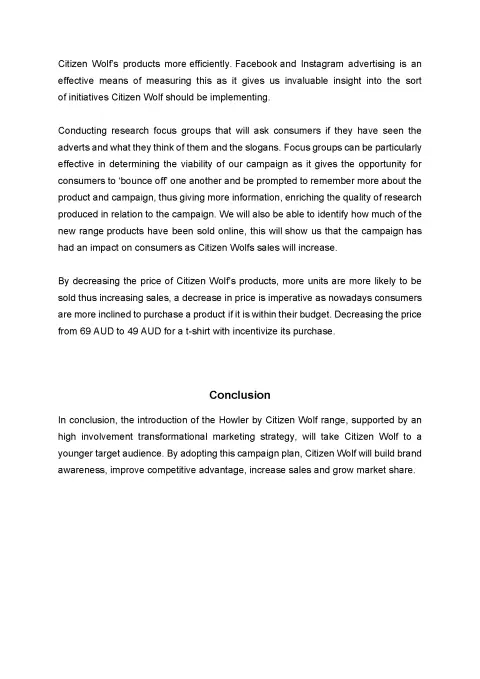 Citizen Wolf's products more efficiently. Facebook and Instagram advertising is an
effective means of measuring this as it gives us invaluable insight into the sort
of initiatives Citizen Wolf should be implementing.
Conducting research focus groups that will ask consumers if they have seen the
adverts and what they think of them and the slogans. Focus groups can be particularly
effective in determining the viability of our campaign as it gives the opportunity for
consumers to 'bounce off' one another and be prompted to remember more about the
product and campaign, thus giving more information, enriching the quality of research
produced in relation to the campaign. We will also be able to identify how much of the
new range products have been sold online, this will show us that the campaign has
had an impact on consumers as Citizen Wolfs sales will increase.
By decreasing the price of Citizen Wolf's products, more units are more likely to be
sold thus increasing sales, a decrease in price is imperative as nowadays consumers
are more inclined to purchase a product if it is within their budget. Decreasing the price
from 69 AUD to 49 AUD for a t-shirt with incentivize its purchase.
Conclusion
In conclusion, the introduction of the Howler by Citizen Wolf range, supported by an
high involvement transformational marketing strategy, will take Citizen Wolf to a
younger target audience. By adopting this campaign plan, Citizen Wolf will build brand
awareness, improve competitive advantage, increase sales and grow market share.